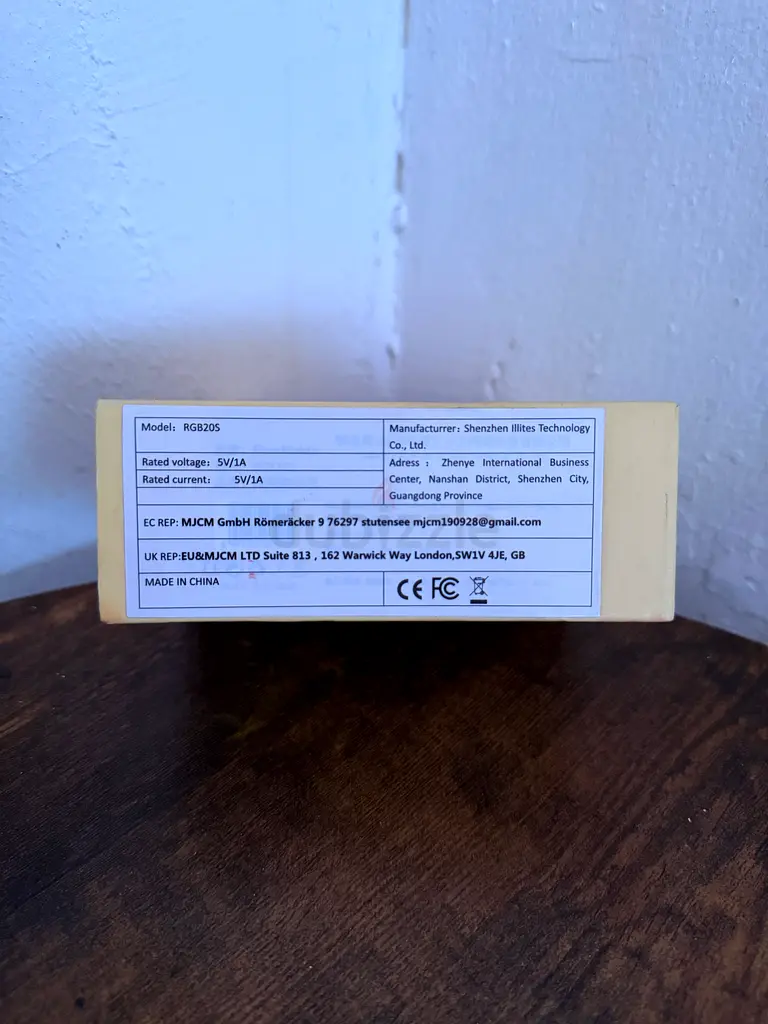 Model: RGB20S
Manufacturrer: Shenzhen Illites Technology
Co., Ltd.
Rated voltage: 5V/1A
Rated current: 5V/1A
Adress : Zhenye International Business
Center, Nanshan District, Shenzhen City,
Guangdong Province
EC REP: MJCM GmbH Römeräcker 9 76297 stutensee mjcm190928@gmail.com
UK REP:EU&MJCM LTD Suite 813 , 162 Warwick Way London,SW1V 4JE, GB
MADE IN CHINA
CE FC
dubizzle